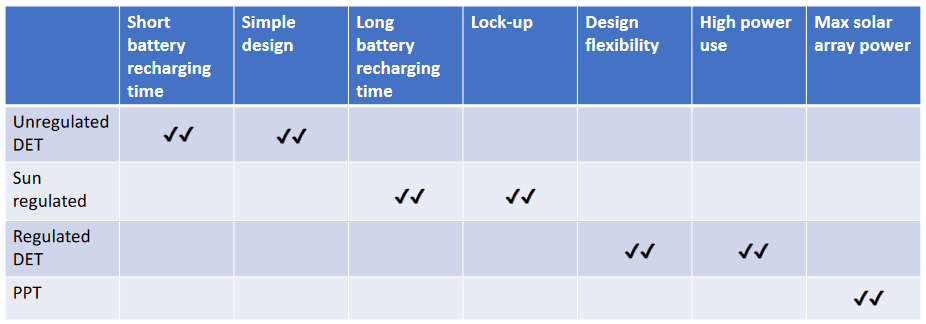 Short battery recharging time
Simple design
Long battery recharging time
Lock-up
Design flexibility
High power use
Max solar array power
Unregulated DET
✓✓ ✓✓
Sun regulated
✓✓ ✓✓
Regulated DET
✓✓ ✓✓
PPT
✓✓